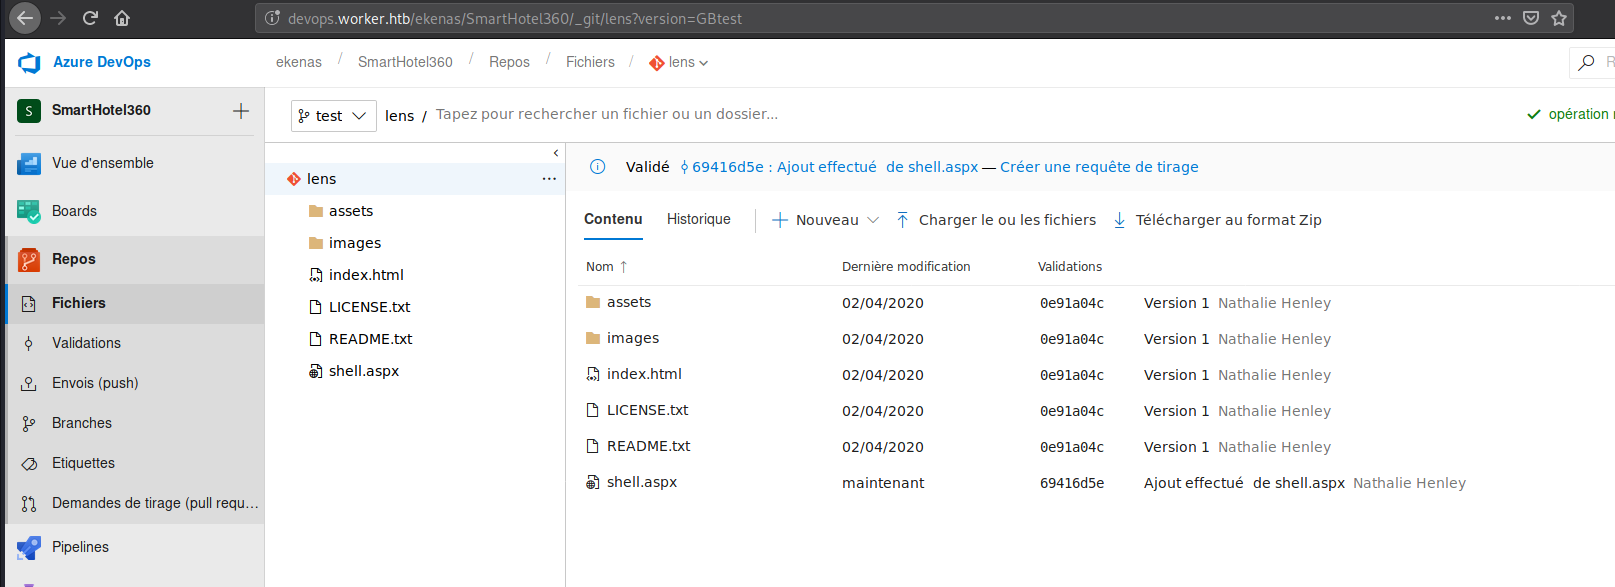 devops.worker.htb/ekenas/SmartHotel360/_git/lens?version=GBtest
Azure DevOps
ekenas / SmartHotel360 / Repos / Fichiers / lens
R
S SmartHotel360
test
lens / Tapez pour rechercher un fichier ou un dossier...
opération
Vue d'ensemble
Boards
Repos
Fichiers
Validations
Envois (push)
Branches
Etiquettes
Demandes de tirage (pull requ...
Pipelines
lens
assets
images
index.html
LICENSE.txt
README.txt
shell.aspx
Validé 69416d5e : Ajout effectué de shell.aspx — Créer une requête de tirage
Contenu Historique Nouveau Charger le ou les fichiers Télécharger au format Zip
Nom ↑ Dernière modification Validations
assets 02/04/2020 0e91a04c Version 1 Nathalie Henley
images 02/04/2020 0e91a04c Version 1 Nathalie Henley
index.html 02/04/2020 0e91a04c Version 1 Nathalie Henley
LICENSE.txt 02/04/2020 0e91a04c Version 1 Nathalie Henley
README.txt 02/04/2020 0e91a04c Version 1 Nathalie Henley
shell.aspx maintenant 69416d5e Ajout effectué de shell.aspx Nathalie Henley